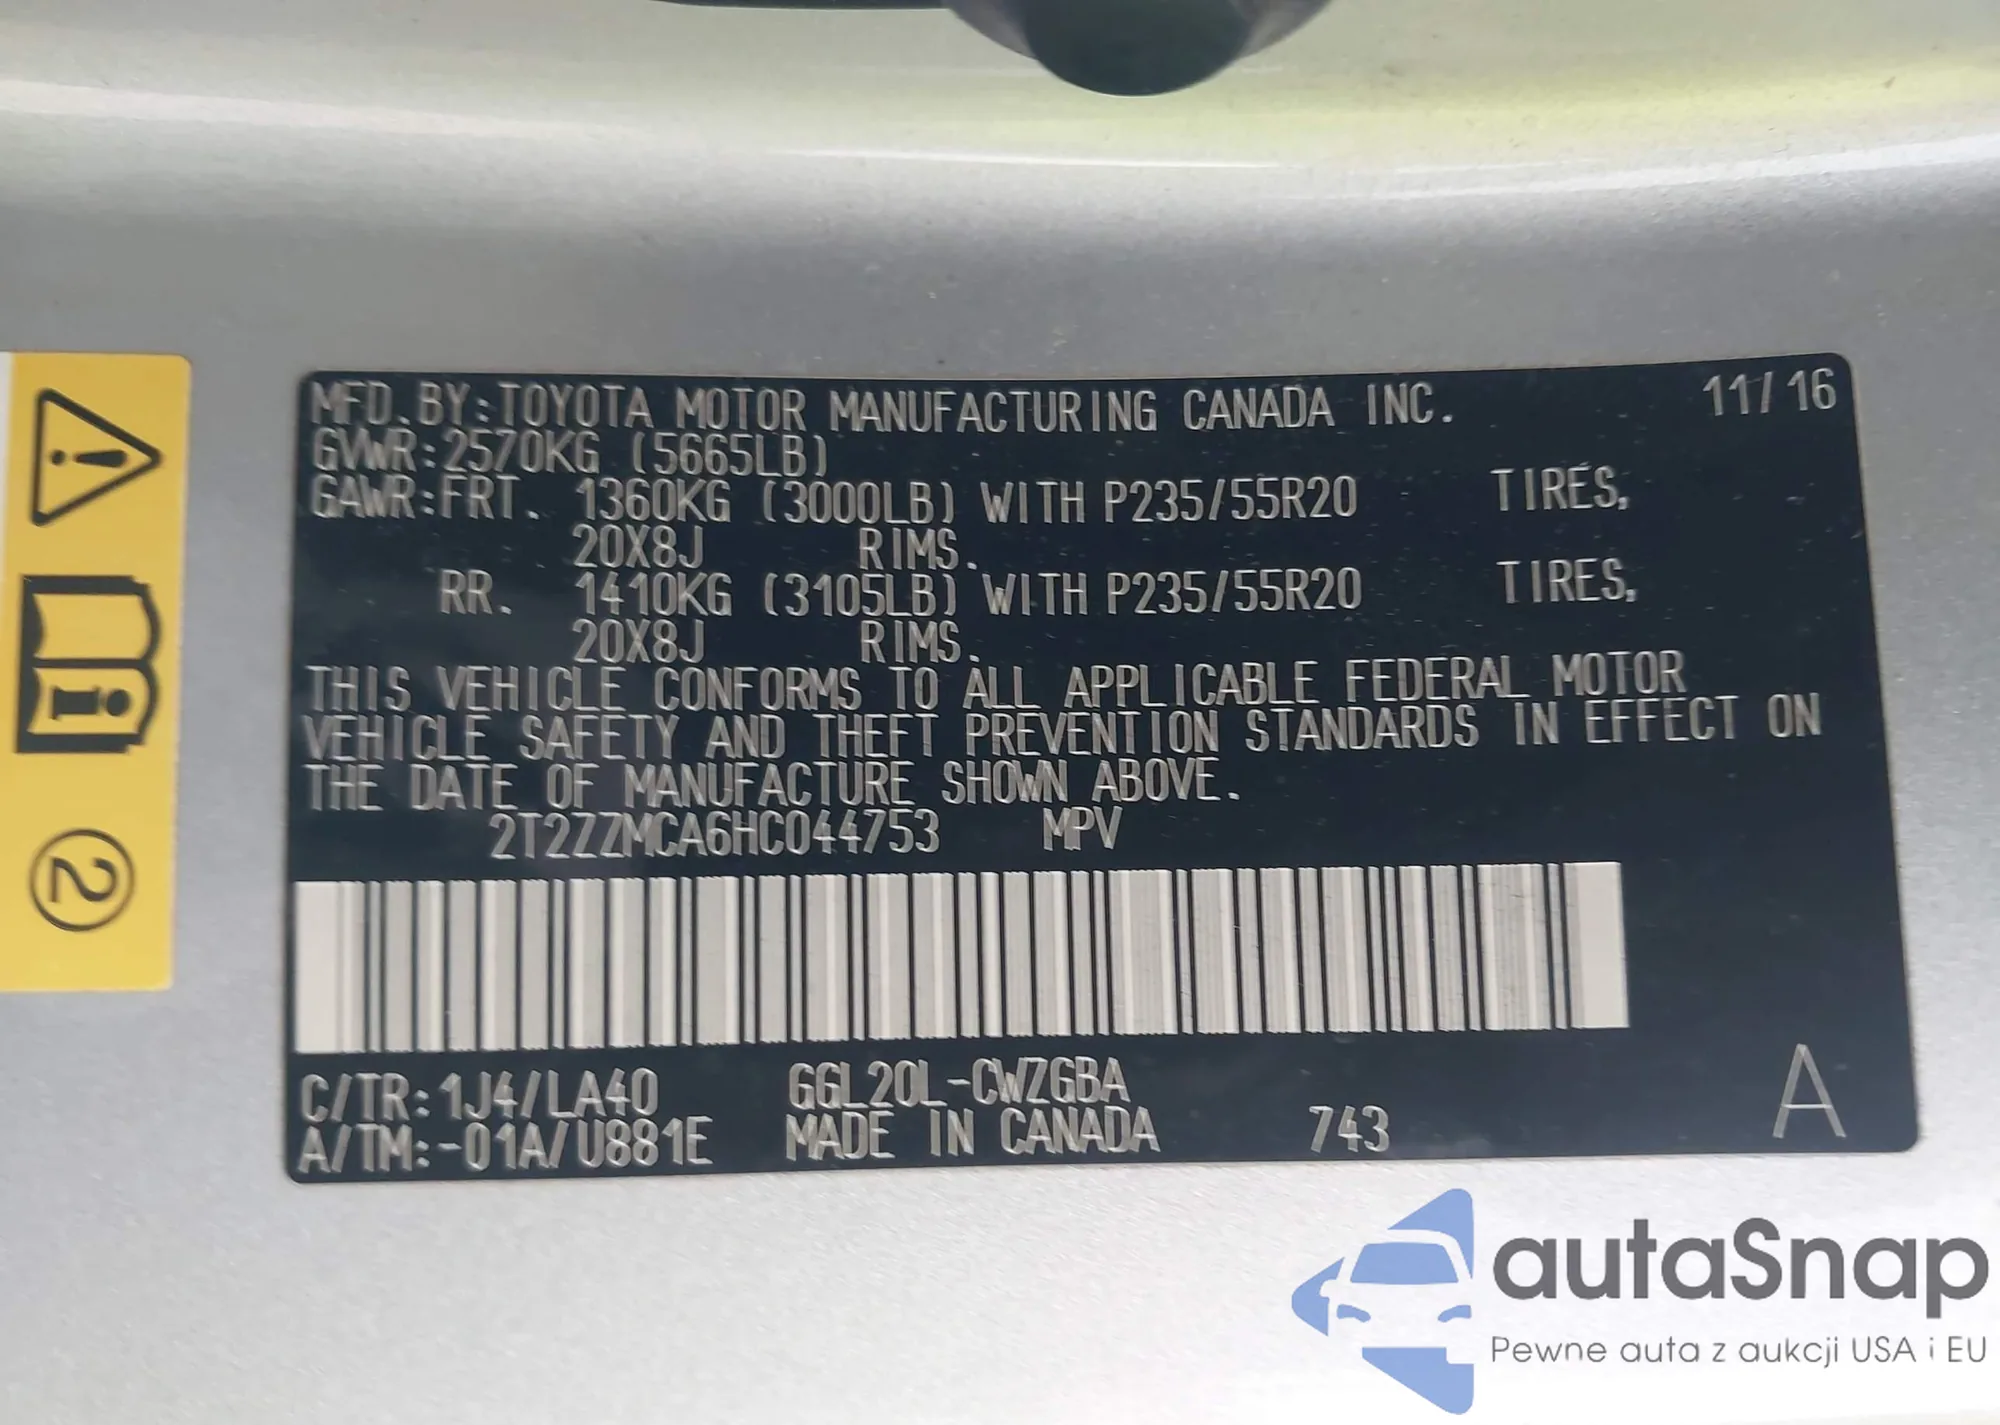 MFD. BY: TOYOTA MOTOR MANUFACTURING CANADA INC. 11/16
GVWR: 2570KG (5665LB)
GAWR: FRT. 1360KG (3000LB) WITH P235/55R20 TIRES,
20X8J RIMS.
RR. 1410KG (3105LB) WITH P235/55R20 TIRES,
20X8J RIMS.
THIS VEHICLE CONFORMS TO ALL APPLICABLE FEDERAL MOTOR
VEHICLE SAFETY AND THEFT PREVENTION STANDARDS IN EFFECT ON
THE DATE OF MANUFACTURE SHOWN ABOVE.
2T2ZZMCA6HC044753 MPV
C/TR: 1J4/LA40 GGL20L-CWZGBA
A/TM: -01A/U881E MADE IN CANADA 743 A
2
autaSnap
Pewne auta z aukcji USA i EU